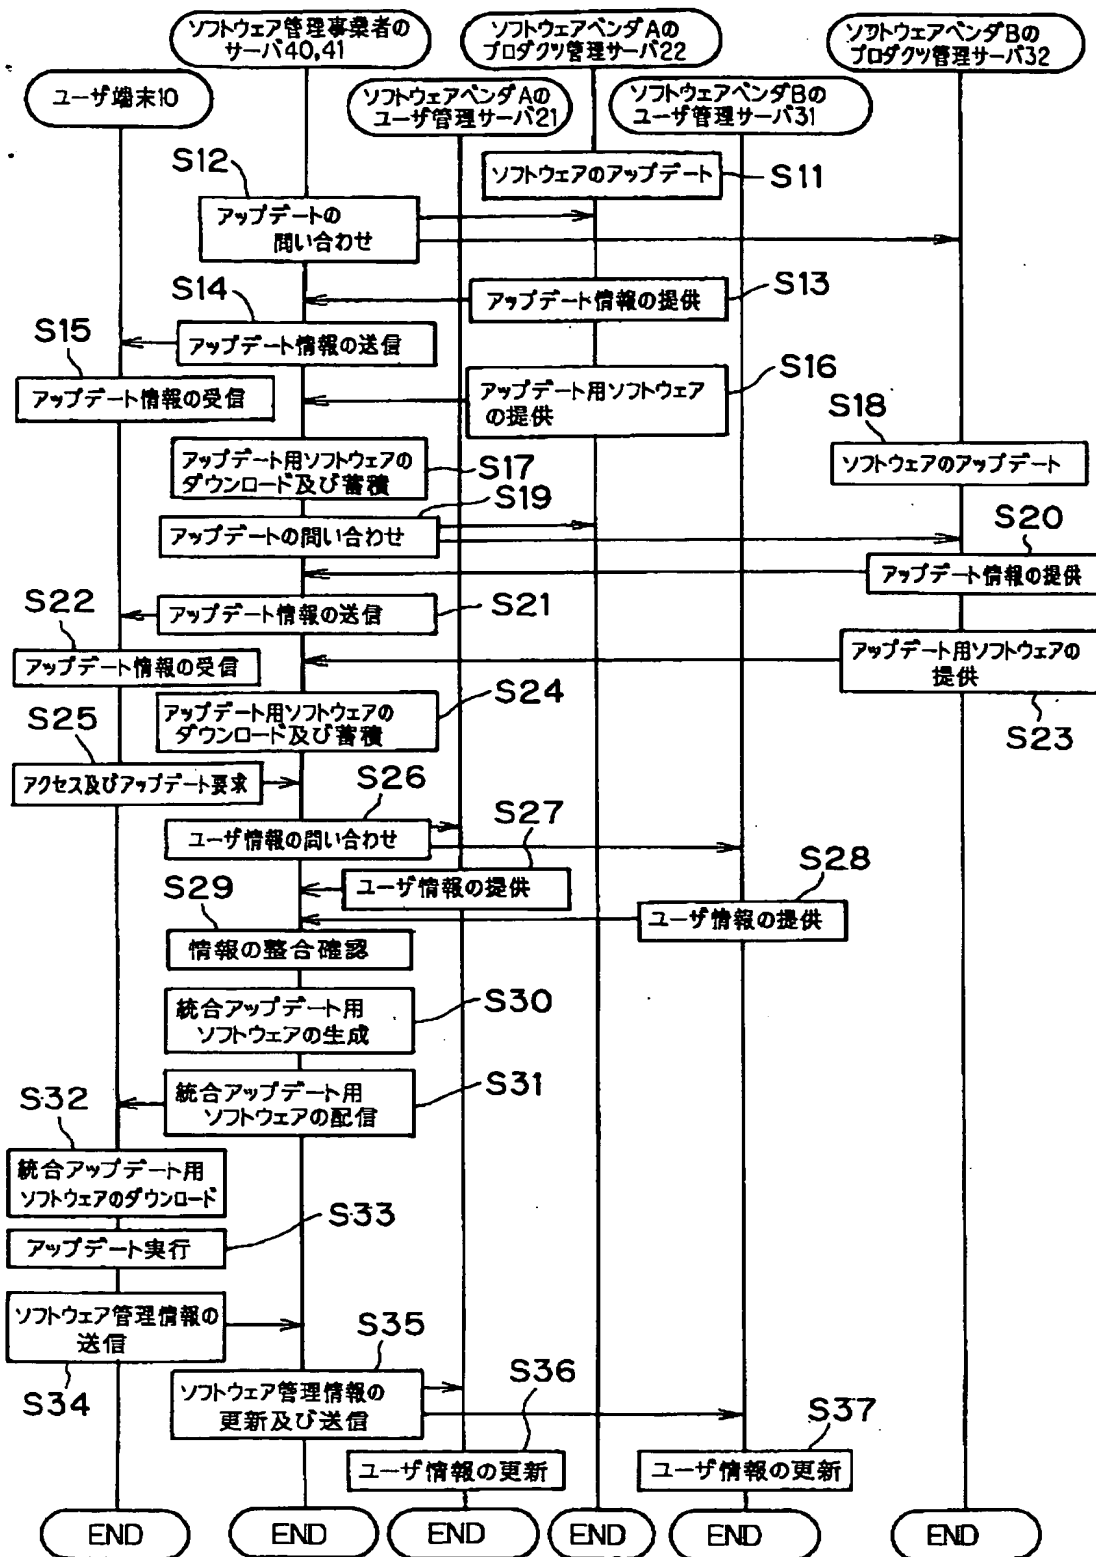 ソフトウェア管理事業者の
サーバ40,41
ソフトウェアベンダAの
プロダクツ管理サーバ22
ソフトウェアベンダBの
プロダクツ管理サーバ32
ユーザ端末10
ソフトウェアベンダAの
ユーザ管理サーバ21
ソフトウェアベンダBの
ユーザ管理サーバ31
S12
ソフトウェアのアップデート
S11
アップデートの
問い合わせ
S14
アップデート情報の提供
S13
S15
アップデート情報の送信
S16
アップデート情報の受信
アップデート用ソフトウェア
の提供
S18
アップデート用ソフトウェアの
ダウンロード及び蓄積
S17
ソフトウェアのアップデート
S19
アップデートの問い合わせ
S20
アップデート情報の提供
S22
アップデート情報の送信
S21
アップデート情報の受信
アップデート用ソフトウェアの
提供
S24
S25
アップデート用ソフトウェアの
ダウンロード及び蓄積
S23
アクセス及びアップデート要求
S26
ユーザ情報の問い合わせ
S27
S28
S29
ユーザ情報の提供
ユーザ情報の提供
情報の整合確認
統合アップデート用
ソフトウェアの生成
S30
S32
統合アップデート用
ソフトウェアの配信
S31
統合アップデート用
ソフトウェアのダウンロード
S33
アップデート実行
ソフトウェア管理情報の
送信
S35
S34
ソフトウェア管理情報の
更新及び送信
S36
S37
ユーザ情報の更新
ユーザ情報の更新
END
END
END
END
END
END